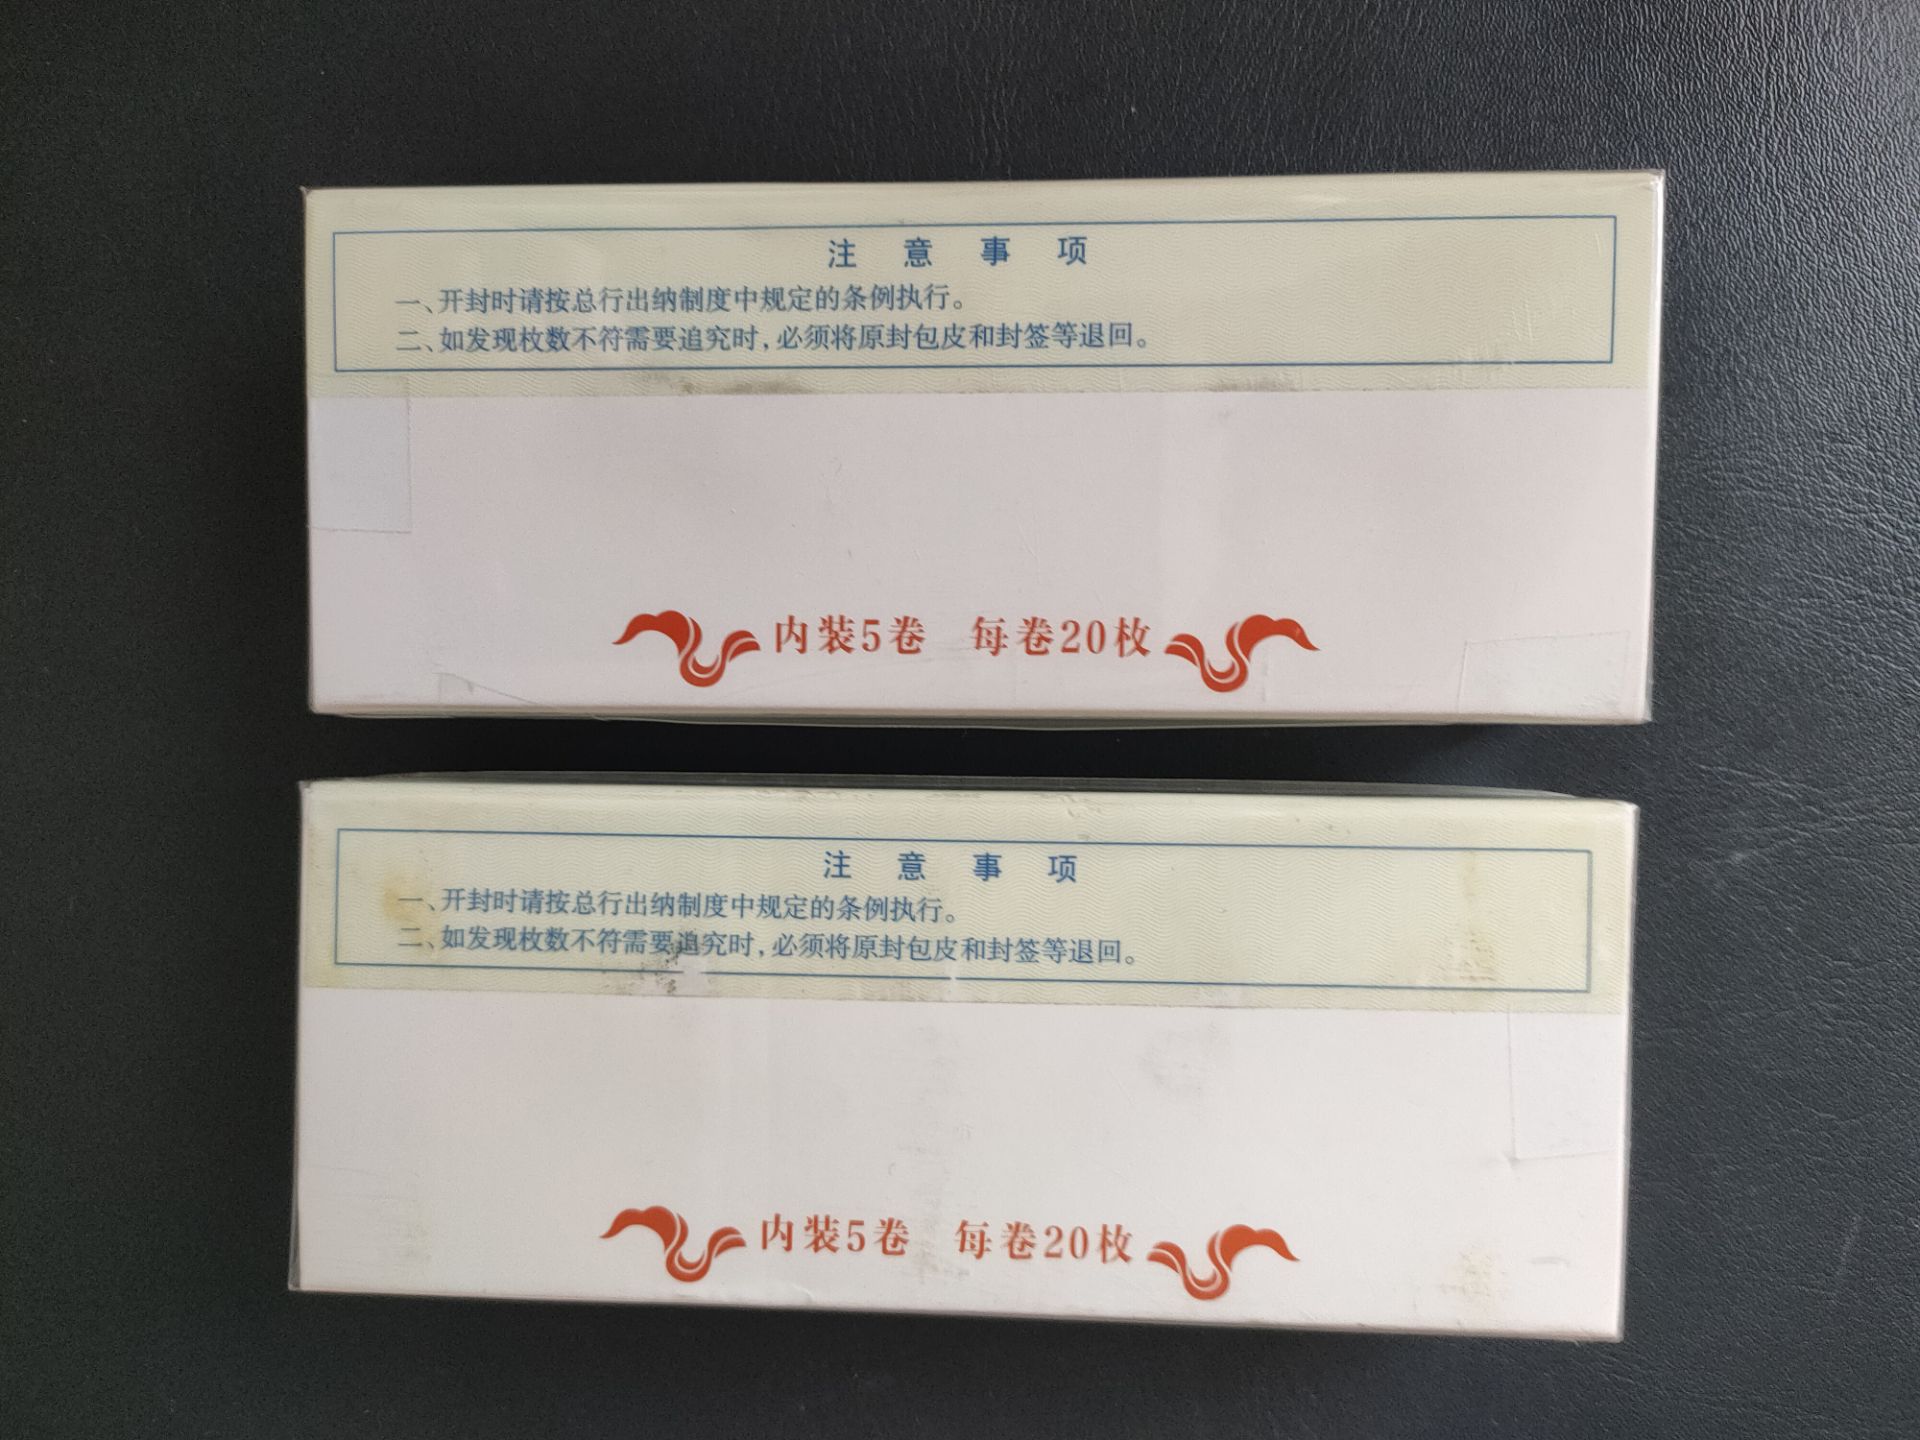 注意事项
一、开封时请按总行出纳制度中规定的条例执行。
二、如发现枚数不符需要追究时,必须将原封包皮和封签等退回。
内装5卷 每卷20枚
注意事项
一、开封时请按总行出纳制度中规定的条例执行。
二、如发现枚数不符需要追究时,必须将原封包皮和封签等退回。
内装5卷 每卷20枚